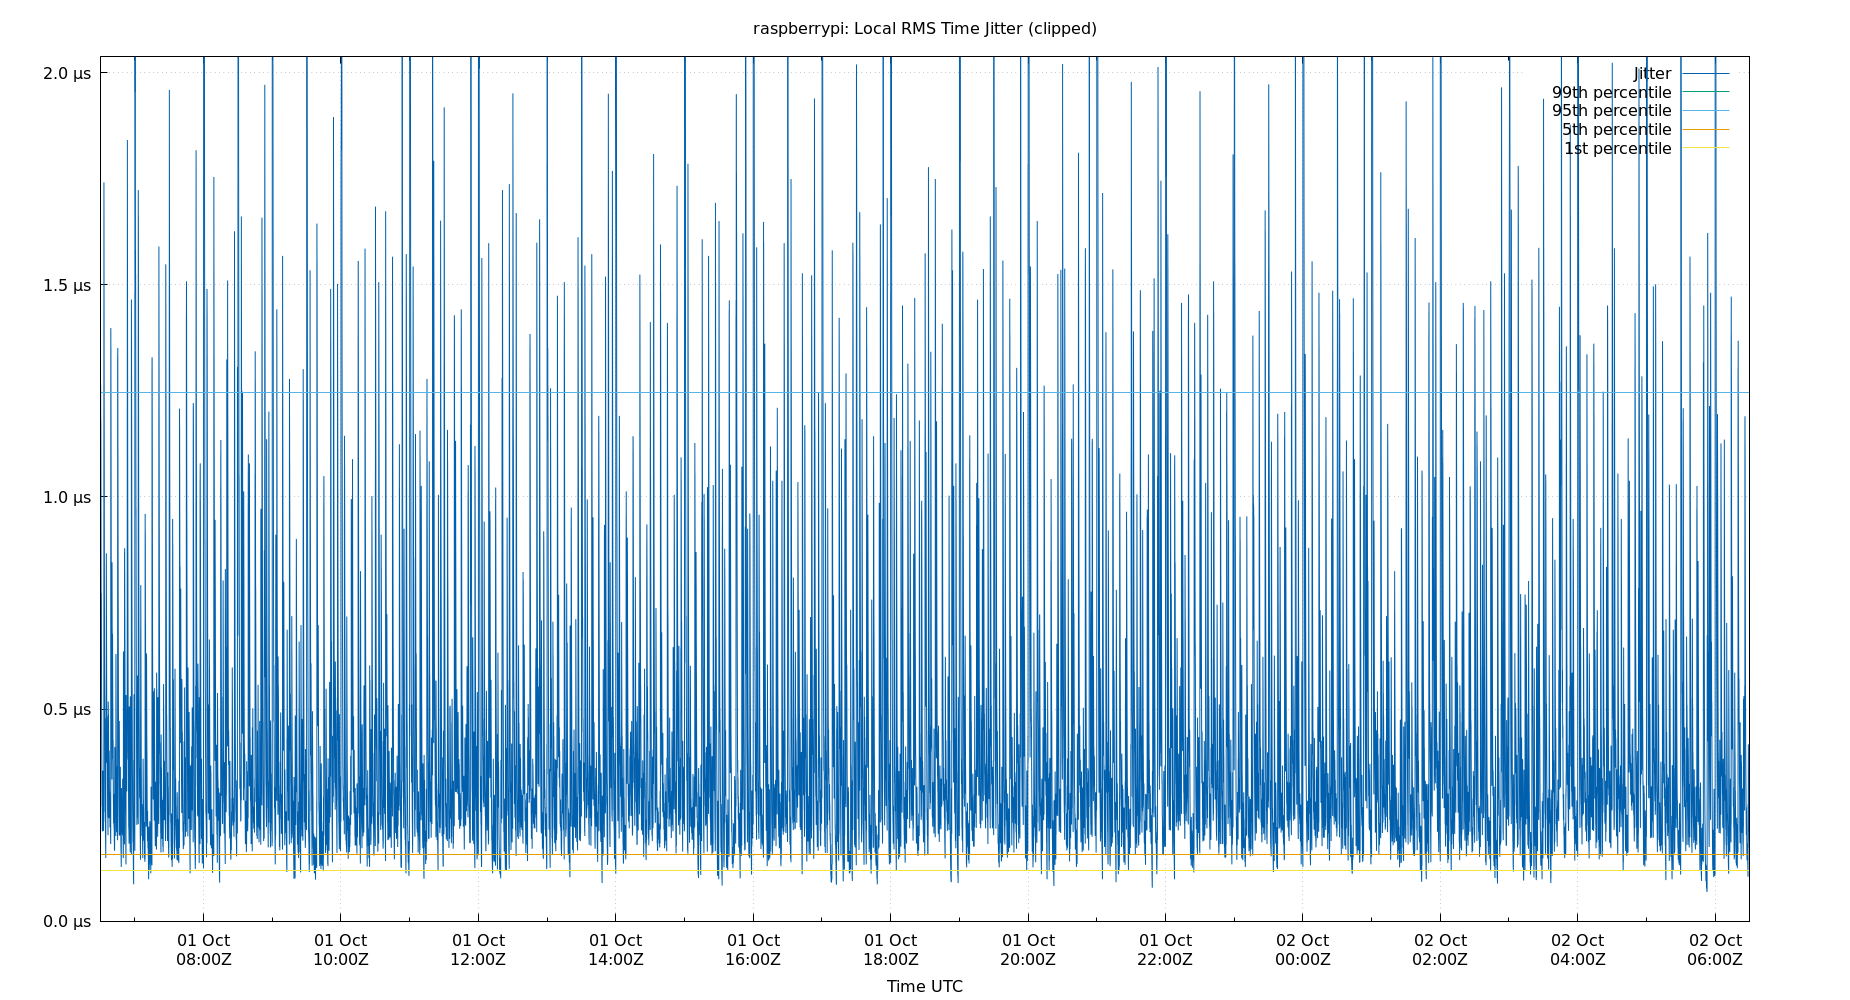 raspberrypi: Local RMS Time Jitter (clipped)
2.0 µs
1.5 µs
1.0 µs
0.5 µs
0.0 µs
Jitter
99th percentile
95th percentile
5th percentile
1st percentile
01 Oct 01 Oct 01 Oct 01 Oct 01 Oct 01 Oct 01 Oct 01 Oct 02 Oct 02 Oct 02 Oct 02 Oct
08:00Z 10:00Z 12:00Z 14:00Z 16:00Z 18:00Z 20:00Z 22:00Z 00:00Z 02:00Z 04:00Z 06:00Z
Time UTC